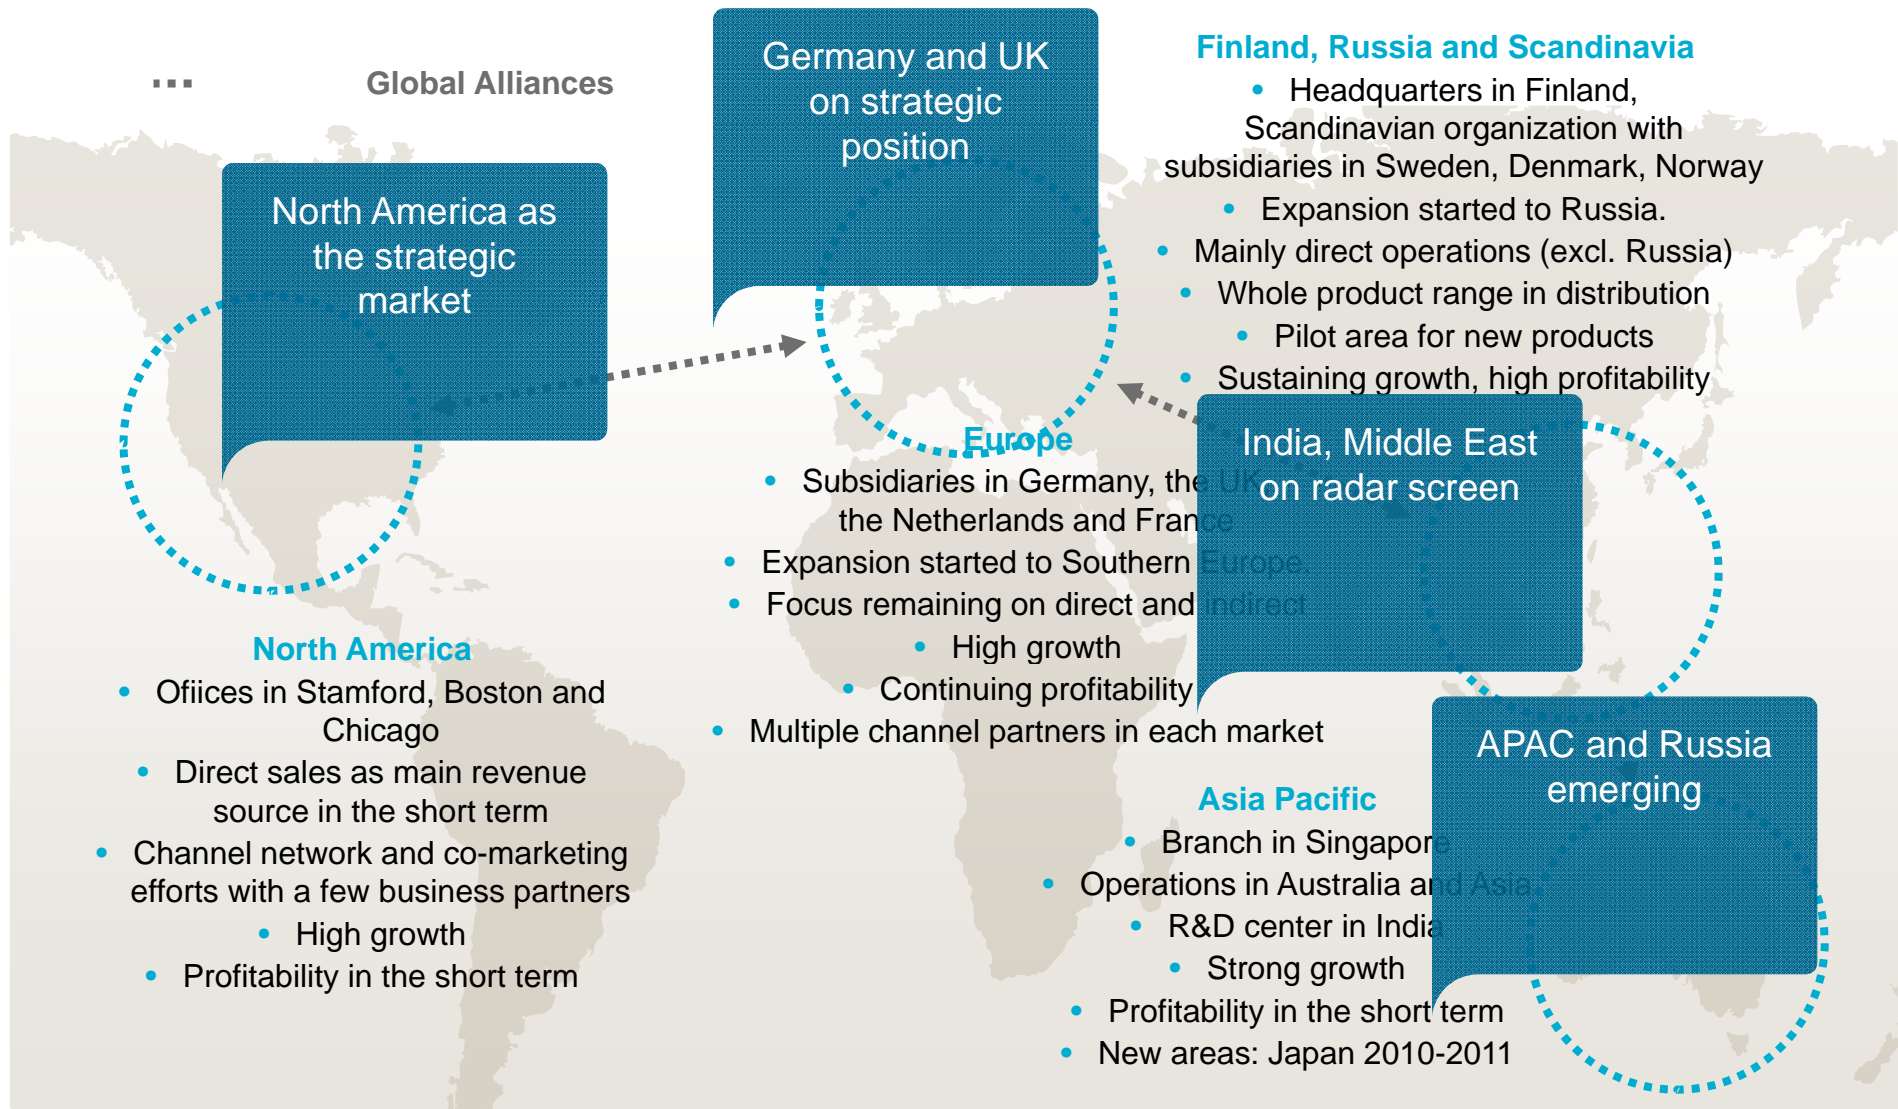 ... Global Alliances
North America as
the strategic
market
Germany and UK
on strategic
position
Finland, Russia and Scandinavia
• Headquarters in Finland,
Scandinavian organization with
subsidiaries in Sweden, Denmark, Norway
• Expansion started to Russia.
• Mainly direct operations (excl. Russia)
• Whole product range in distribution
• Pilot area for new products
• Sustaining growth, high profitability
India, Middle East
on radar screen
Europe
• Subsidiaries in Germany, the UK,
the Netherlands and France
• Expansion started to Southern Europe.
• Focus remaining on direct and indirect
• High growth
• Continuing profitability
• Multiple channel partners in each market
North America
• Ofiices in Stamford, Boston and
Chicago
• Direct sales as main revenue
source in the short term
• Channel network and co-marketing
efforts with a few business partners
• High growth
• Profitability in the short term
APAC and Russia
emerging
Asia Pacific
• Branch in Singapore
• Operations in Australia and Asia
• R&D center in India
• Strong growth
• Profitability in the short term
• New areas: Japan 2010-2011